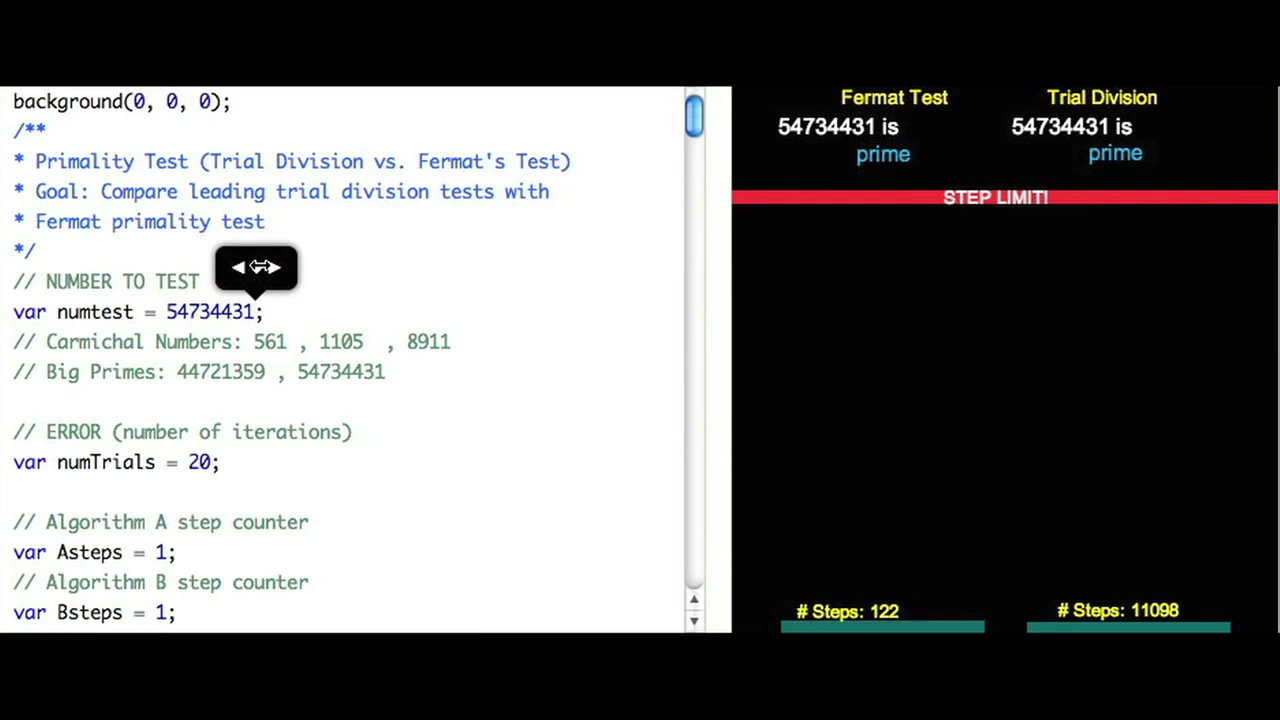 background(0, 0, 0);
/**
* Primality Test (Trial Division vs. Fermat's Test)
* Goal: Compare leading trial division tests with
* Fermat primality test
*/
// NUMBER TO TEST
var numtest = 54734431;
// Carmichal Numbers: 561 , 1105  , 8911
// Big Primes: 44721359 , 54734431
// ERROR (number of iterations)
var numTrials = 20;
// Algorithm A step counter
var Asteps = 1;
// Algorithm B step counter
var Bsteps = 1;
Fermat Test
54734431 is
prime
Trial Division
54734431 is
prime
STEP LIMIT!
# Steps: 122
# Steps: 11098